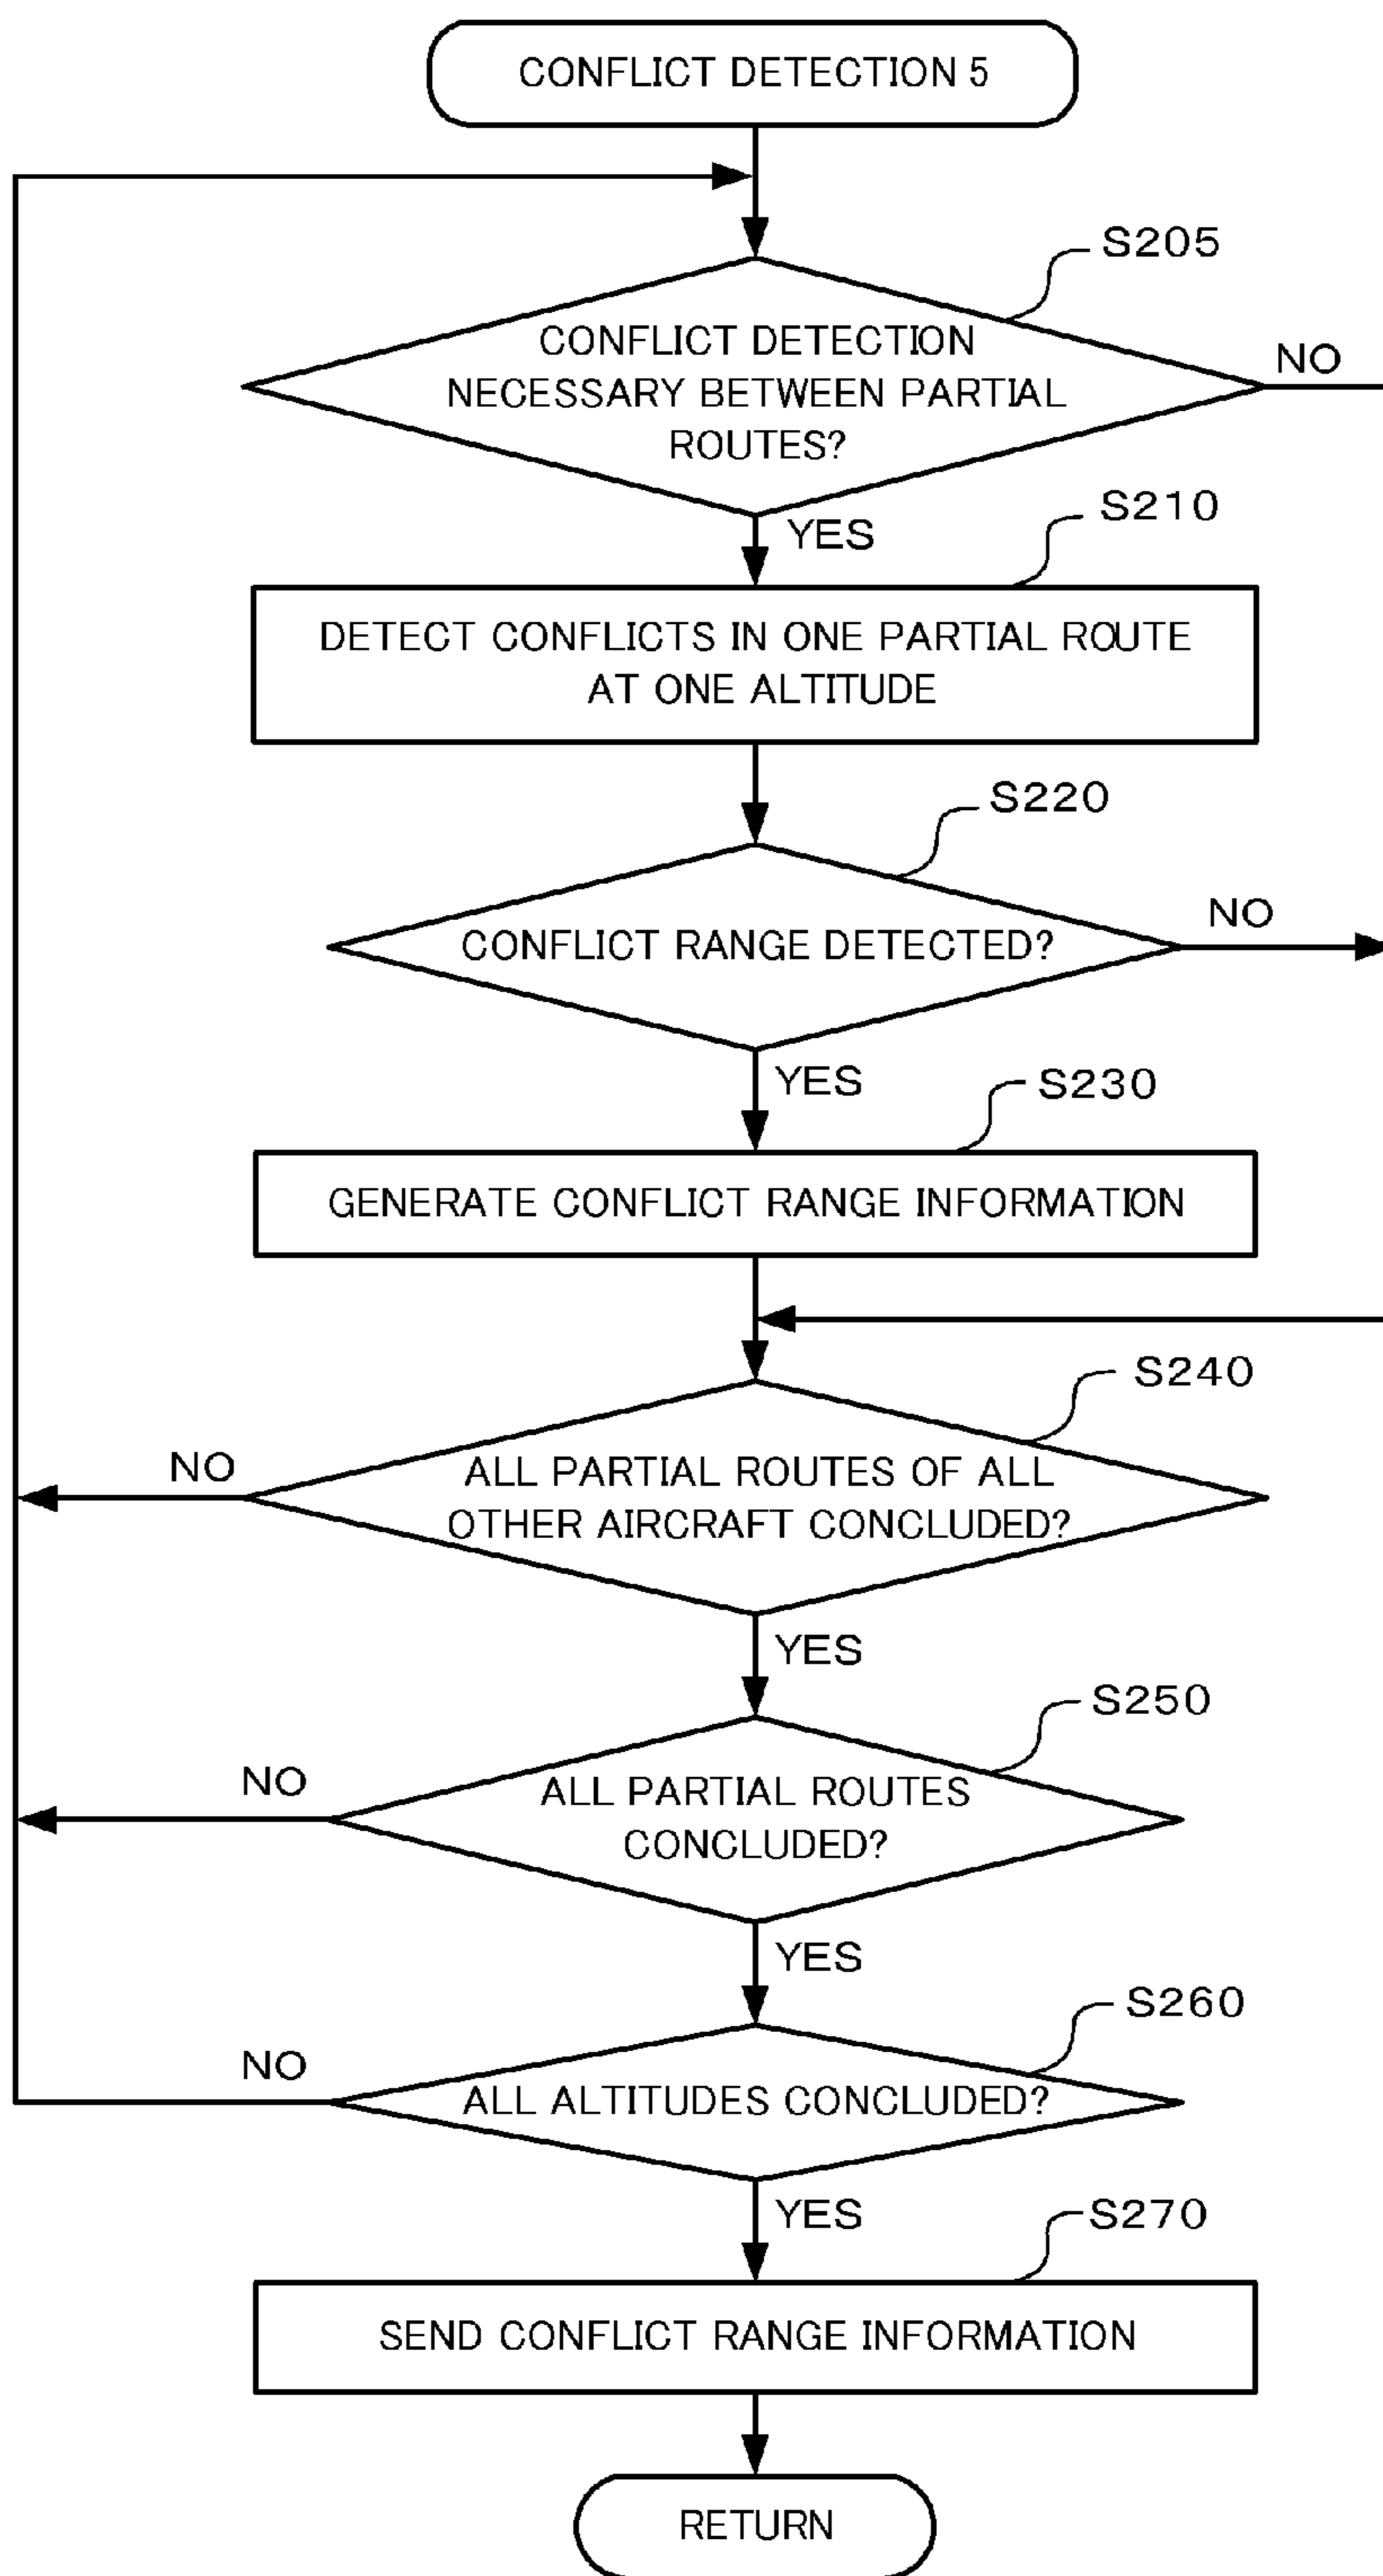 CONFLICT DETECTION 5
S205
CONFLICT DETECTION
NECESSARY BETWEEN PARTIAL
ROUTES?
NO
YES
S210
DETECT CONFLICTS IN ONE PARTIAL ROUTE
AT ONE ALTITUDE
S220
CONFLICT RANGE DETECTED?
NO
YES
S230
GENERATE CONFLICT RANGE INFORMATION
S240
NO
ALL PARTIAL ROUTES OF ALL
OTHER AIRCRAFT CONCLUDED?
YES
S250
NO
ALL PARTIAL ROUTES
CONCLUDED?
YES
S260
NO
ALL ALTITUDES CONCLUDED?
YES
S270
SEND CONFLICT RANGE INFORMATION
RETURN